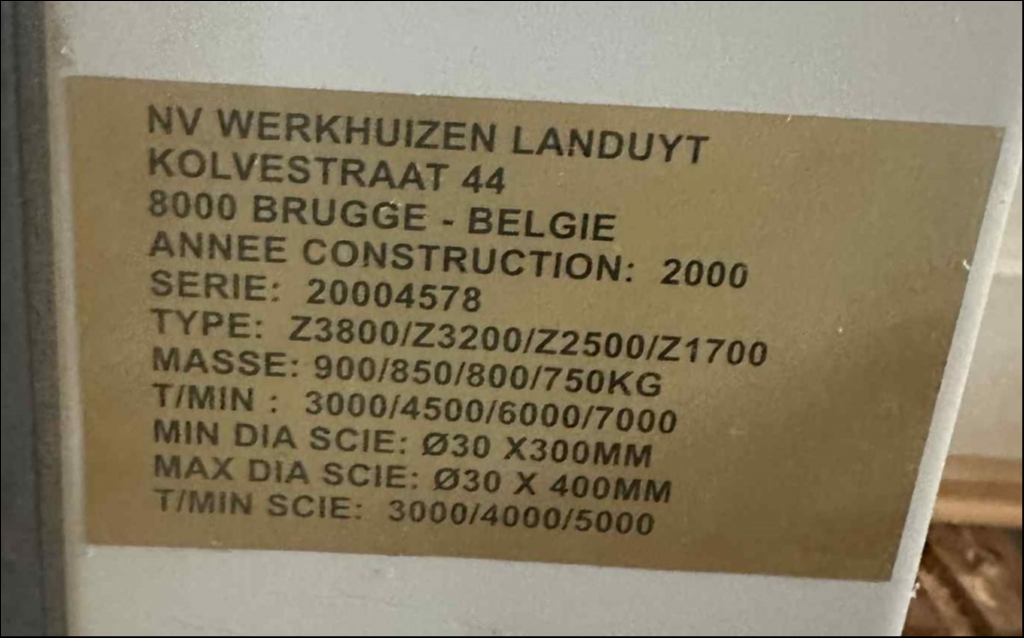 NV WERKHUIZEN LANDUYT
KOLVESTRAAT 44
8000 BRUGGE - BELGIE
ANNEE CONSTRUCTION: 2000
SERIE: 20004578
TYPE: Z3800/Z3200/Z2500/Z1700
MASSE: 900/850/800/750KG
T/MIN : 3000/4500/6000/7000
MIN DIA SCIE: Ø30 X300MM
MAX DIA SCIE: Ø30 X 400MM
T/MIN SCIE: 3000/4000/5000